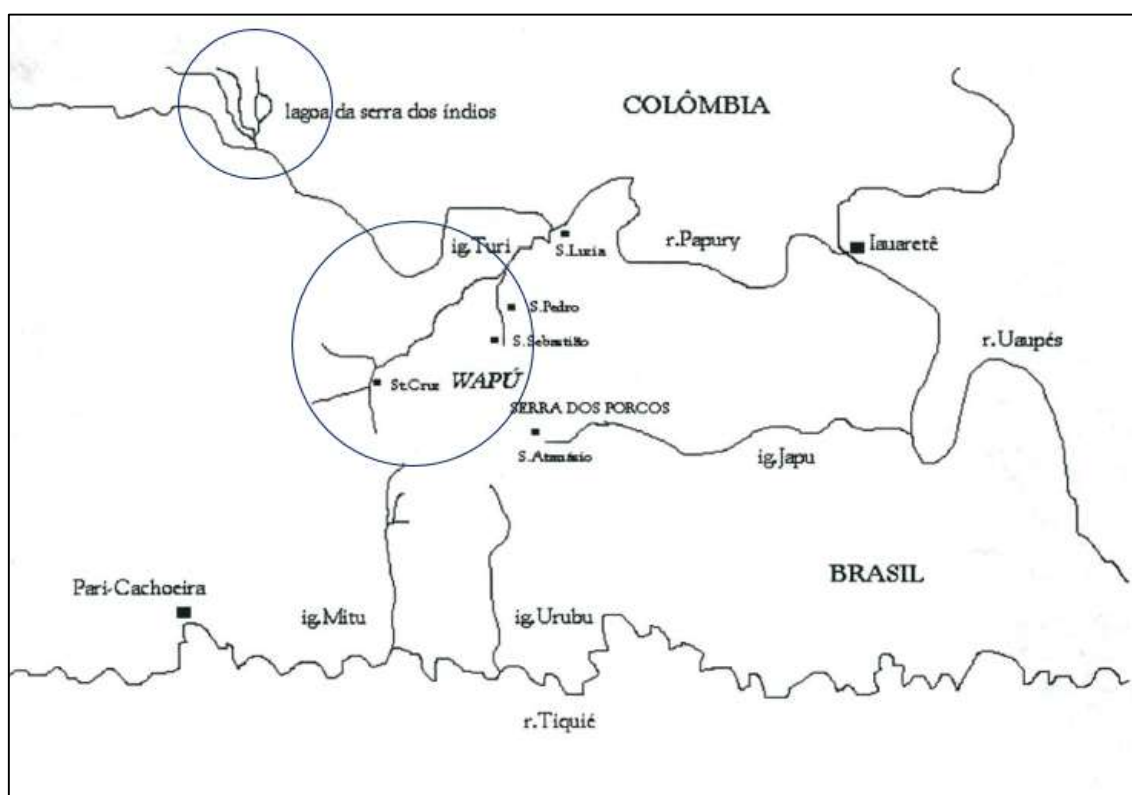 COLÔMBIA
lagoa da serra dos índios
ig.Turi
S.Luzia
r.Papury
Iauaretê
S.Pedro
S.Sebastião
r.Uaupés
St.Cruz
WAPÚ
SERRA DOS PORCOS
S.Atanásio
ig.Japu
BRASIL
Pari-Cachoeira
ig.Mitu
ig.Urubu
r.Tiquié